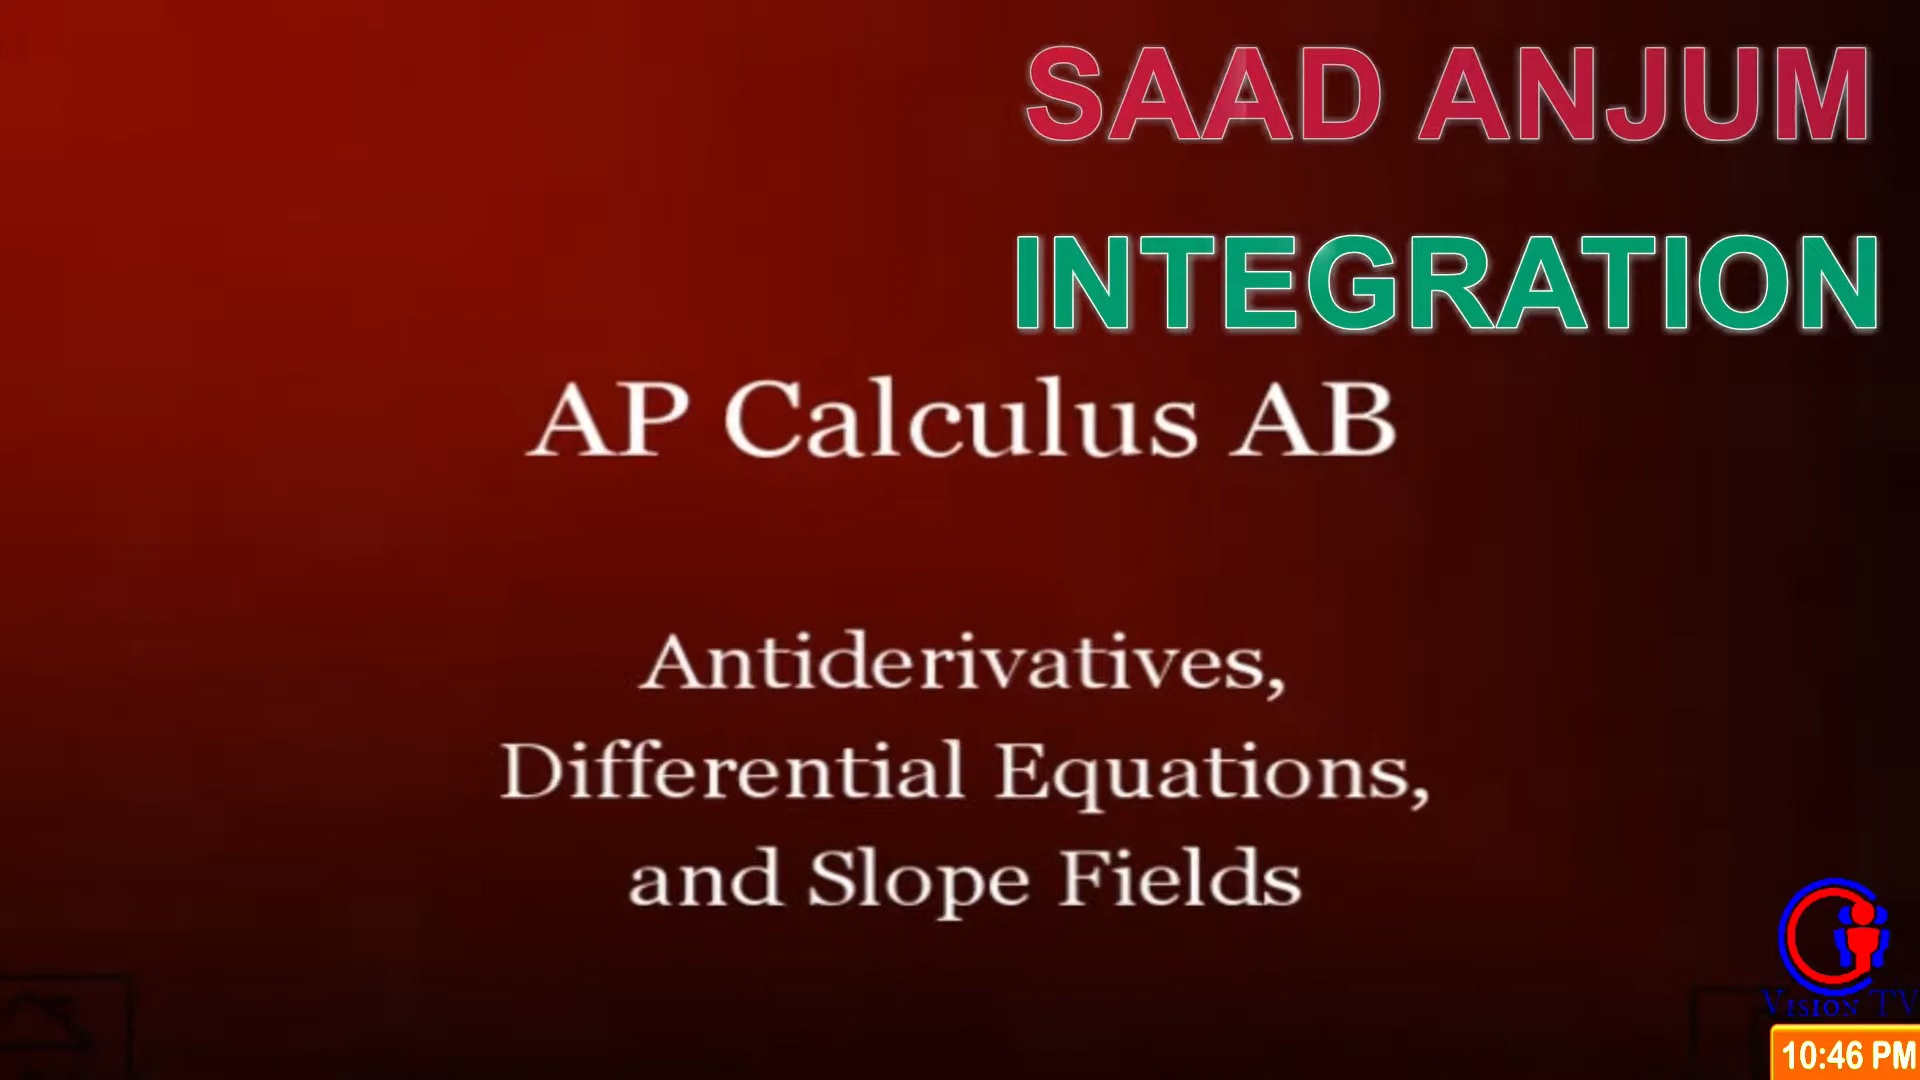 SAAD ANJUM
INTEGRATION
AP Calculus AB
Antiderivatives,
Differential Equations,
and Slope Fields
VISION TV
10:46 PM